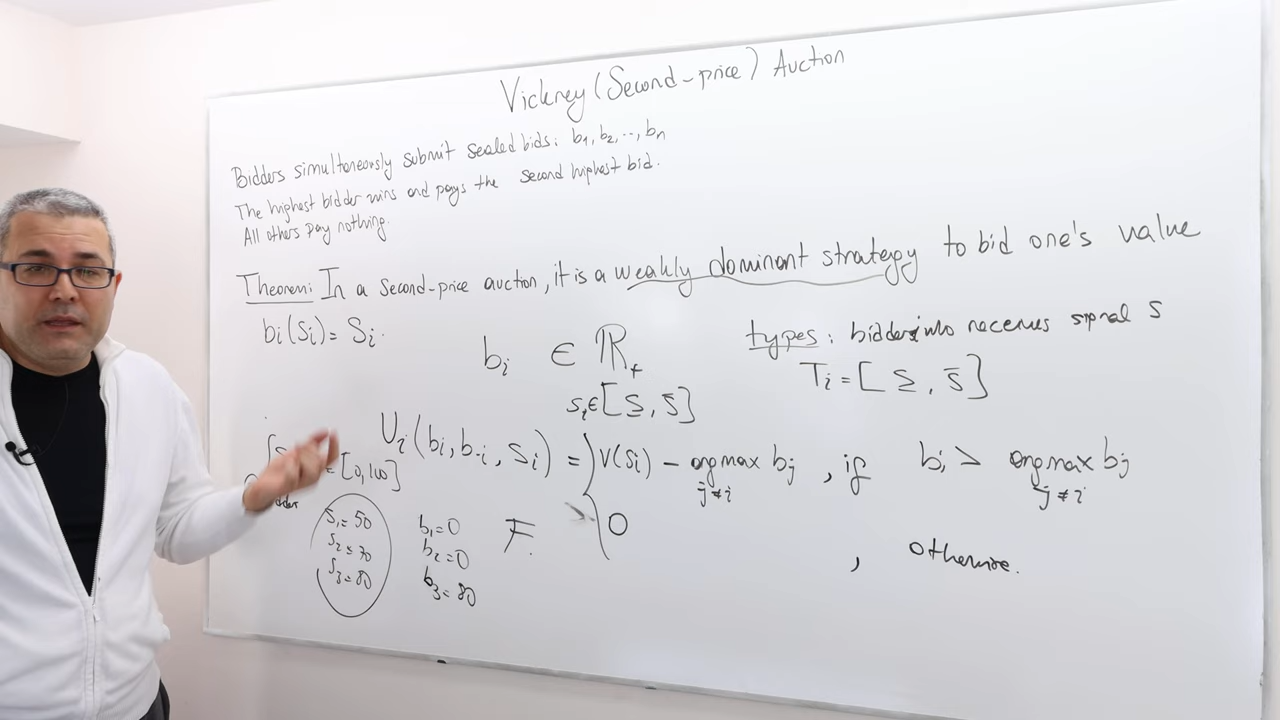 Vickrey (Second-price) Auction
Bidders simultaneously submit sealed bids: b₁, b₂, ..., bₙ
The highest bidder wins and pays the second highest bid.
All others pay nothing.
Theorem: In a second-price auction, it is a weakly dominant strategy to bid one's value
bᵢ(sᵢ) = sᵢ.
bᵢ ∈ ℝ₊
types: bidders who receives signal s
Tᵢ = [s̲, s̄]
sᵢ ∈ [s̲, s̄]
Uᵢ(bᵢ, b₋ᵢ, sᵢ) = { V(sᵢ) - argmax bⱼ , if bᵢ > argmax bⱼ
j≠i j≠i
0 , otherwise.
∈ [0,100]
s₁ = 50 b₁ = 0 F.
s₂ = 70 b₂ = 0
s₃ = 80 b₃ = 80